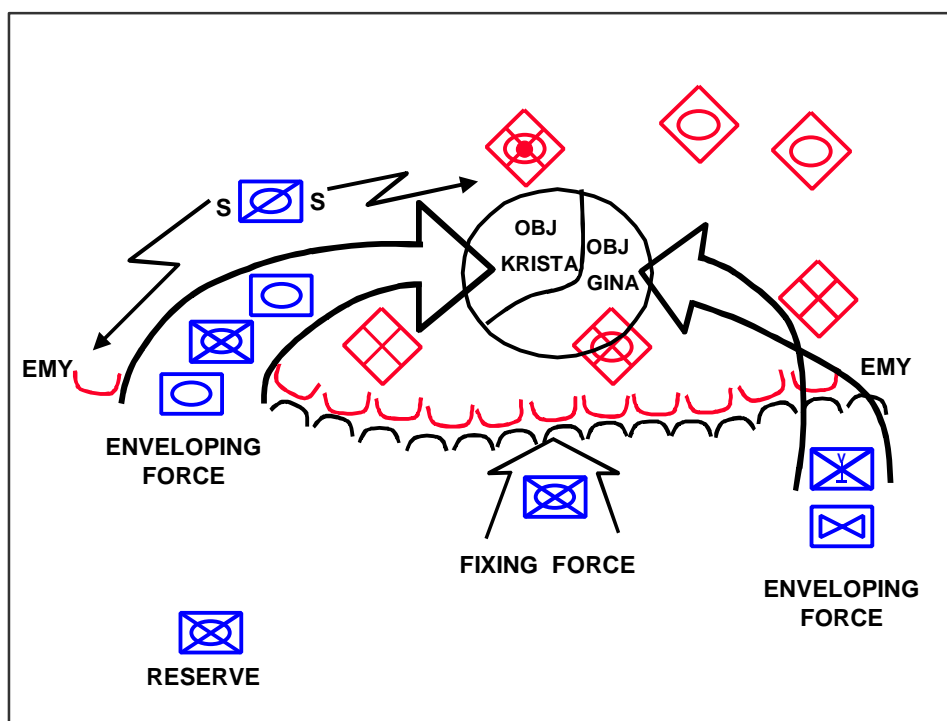 S S
OBJ
KRISTA
OBJ
GINA
EMY
EMY
ENVELOPING
FORCE
FIXING FORCE
ENVELOPING
FORCE
RESERVE